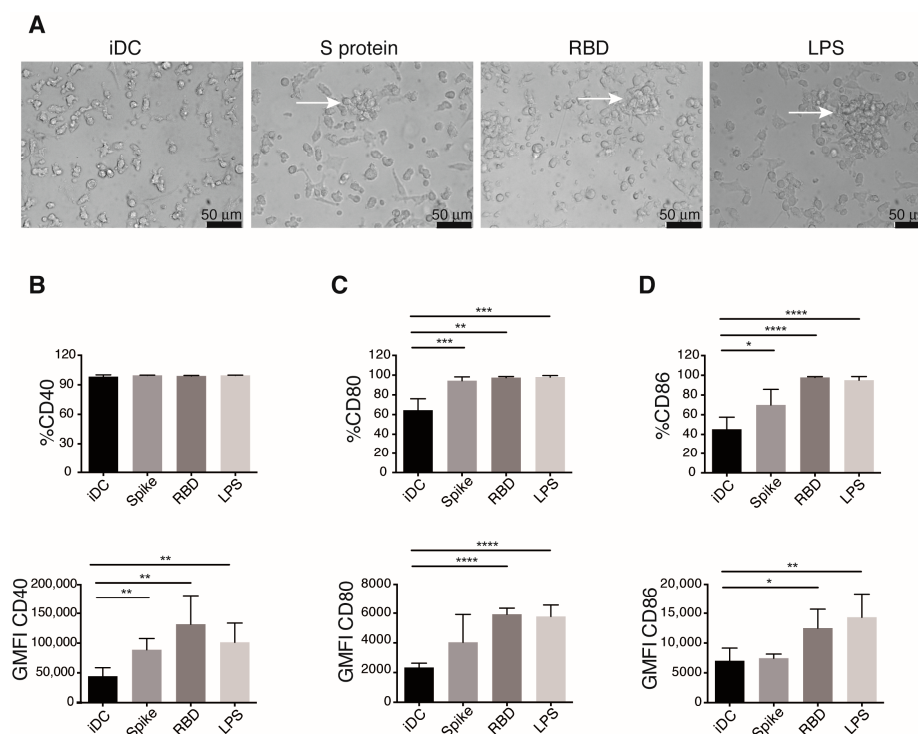 A
iDC
S protein
RBD
LPS
50 µm
50 µm
50 µm
50 µm
B
C
D
***
**
***
****
****
*
%CD40
120
90
60
30
0
iDC
Spike
RBD
LPS
%CD80
120
100
80
60
40
20
0
iDC
Spike
RBD
LPS
%CD86
120
100
80
60
40
20
0
iDC
Spike
RBD
LPS
**
**
**
GMFI CD40
200,000
150,000
100,000
50,000
0
iDC
Spike
RBD
LPS
****
****
GMFI CD80
8000
6000
4000
2000
0
iDC
Spike
RBD
LPS
**
*
GMFI CD86
20,000
15,000
10,000
5000
0
iDC
Spike
RBD
LPS